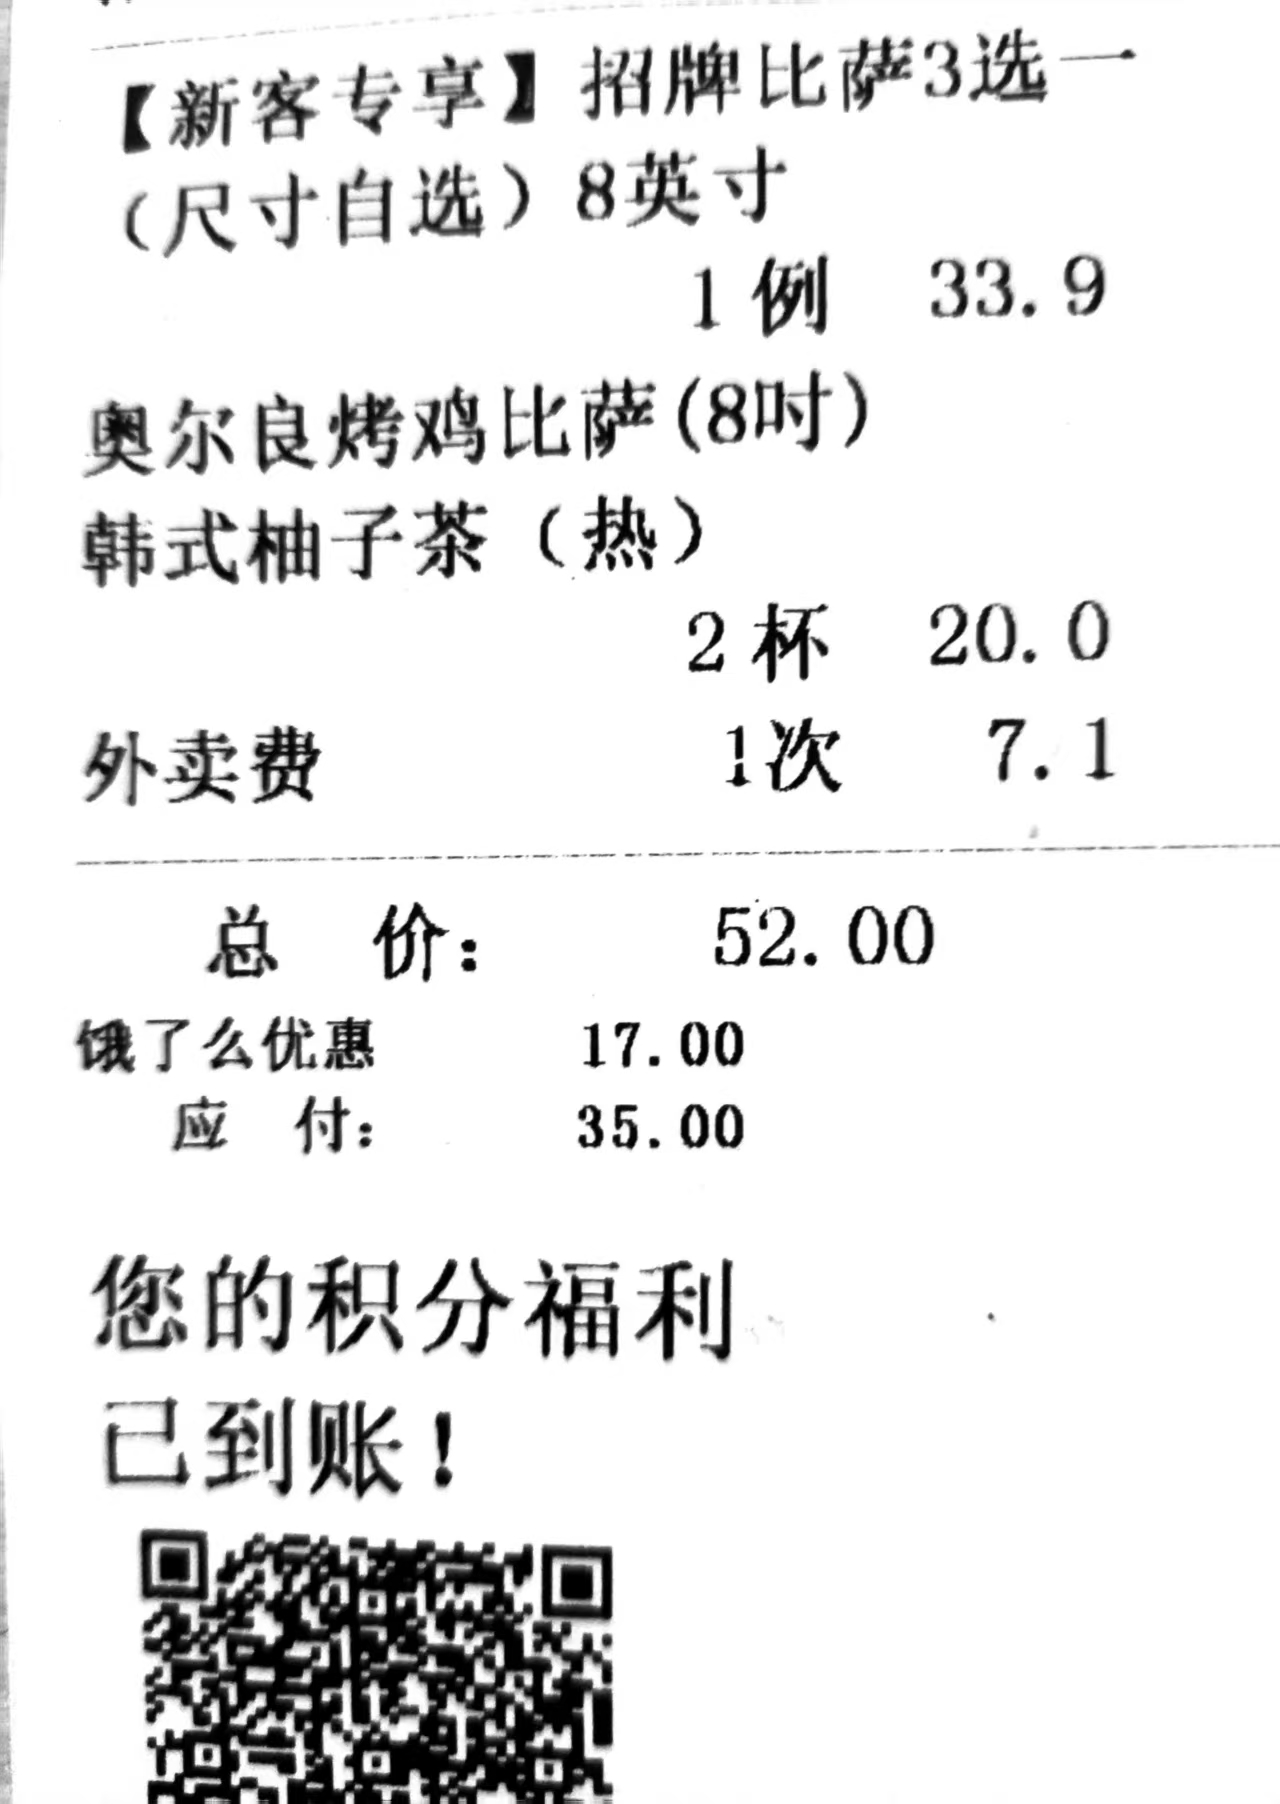 【新客专享】招牌比萨3选一
（尺寸自选）8英寸
1 例 33.9
奥尔良烤鸡比萨(8吋)
韩式柚子茶（热）
2 杯 20.0
外卖费 1次 7.1
总 价： 52.00
饿了么优惠 17.00
应 付： 35.00
您的积分福利
已到账！